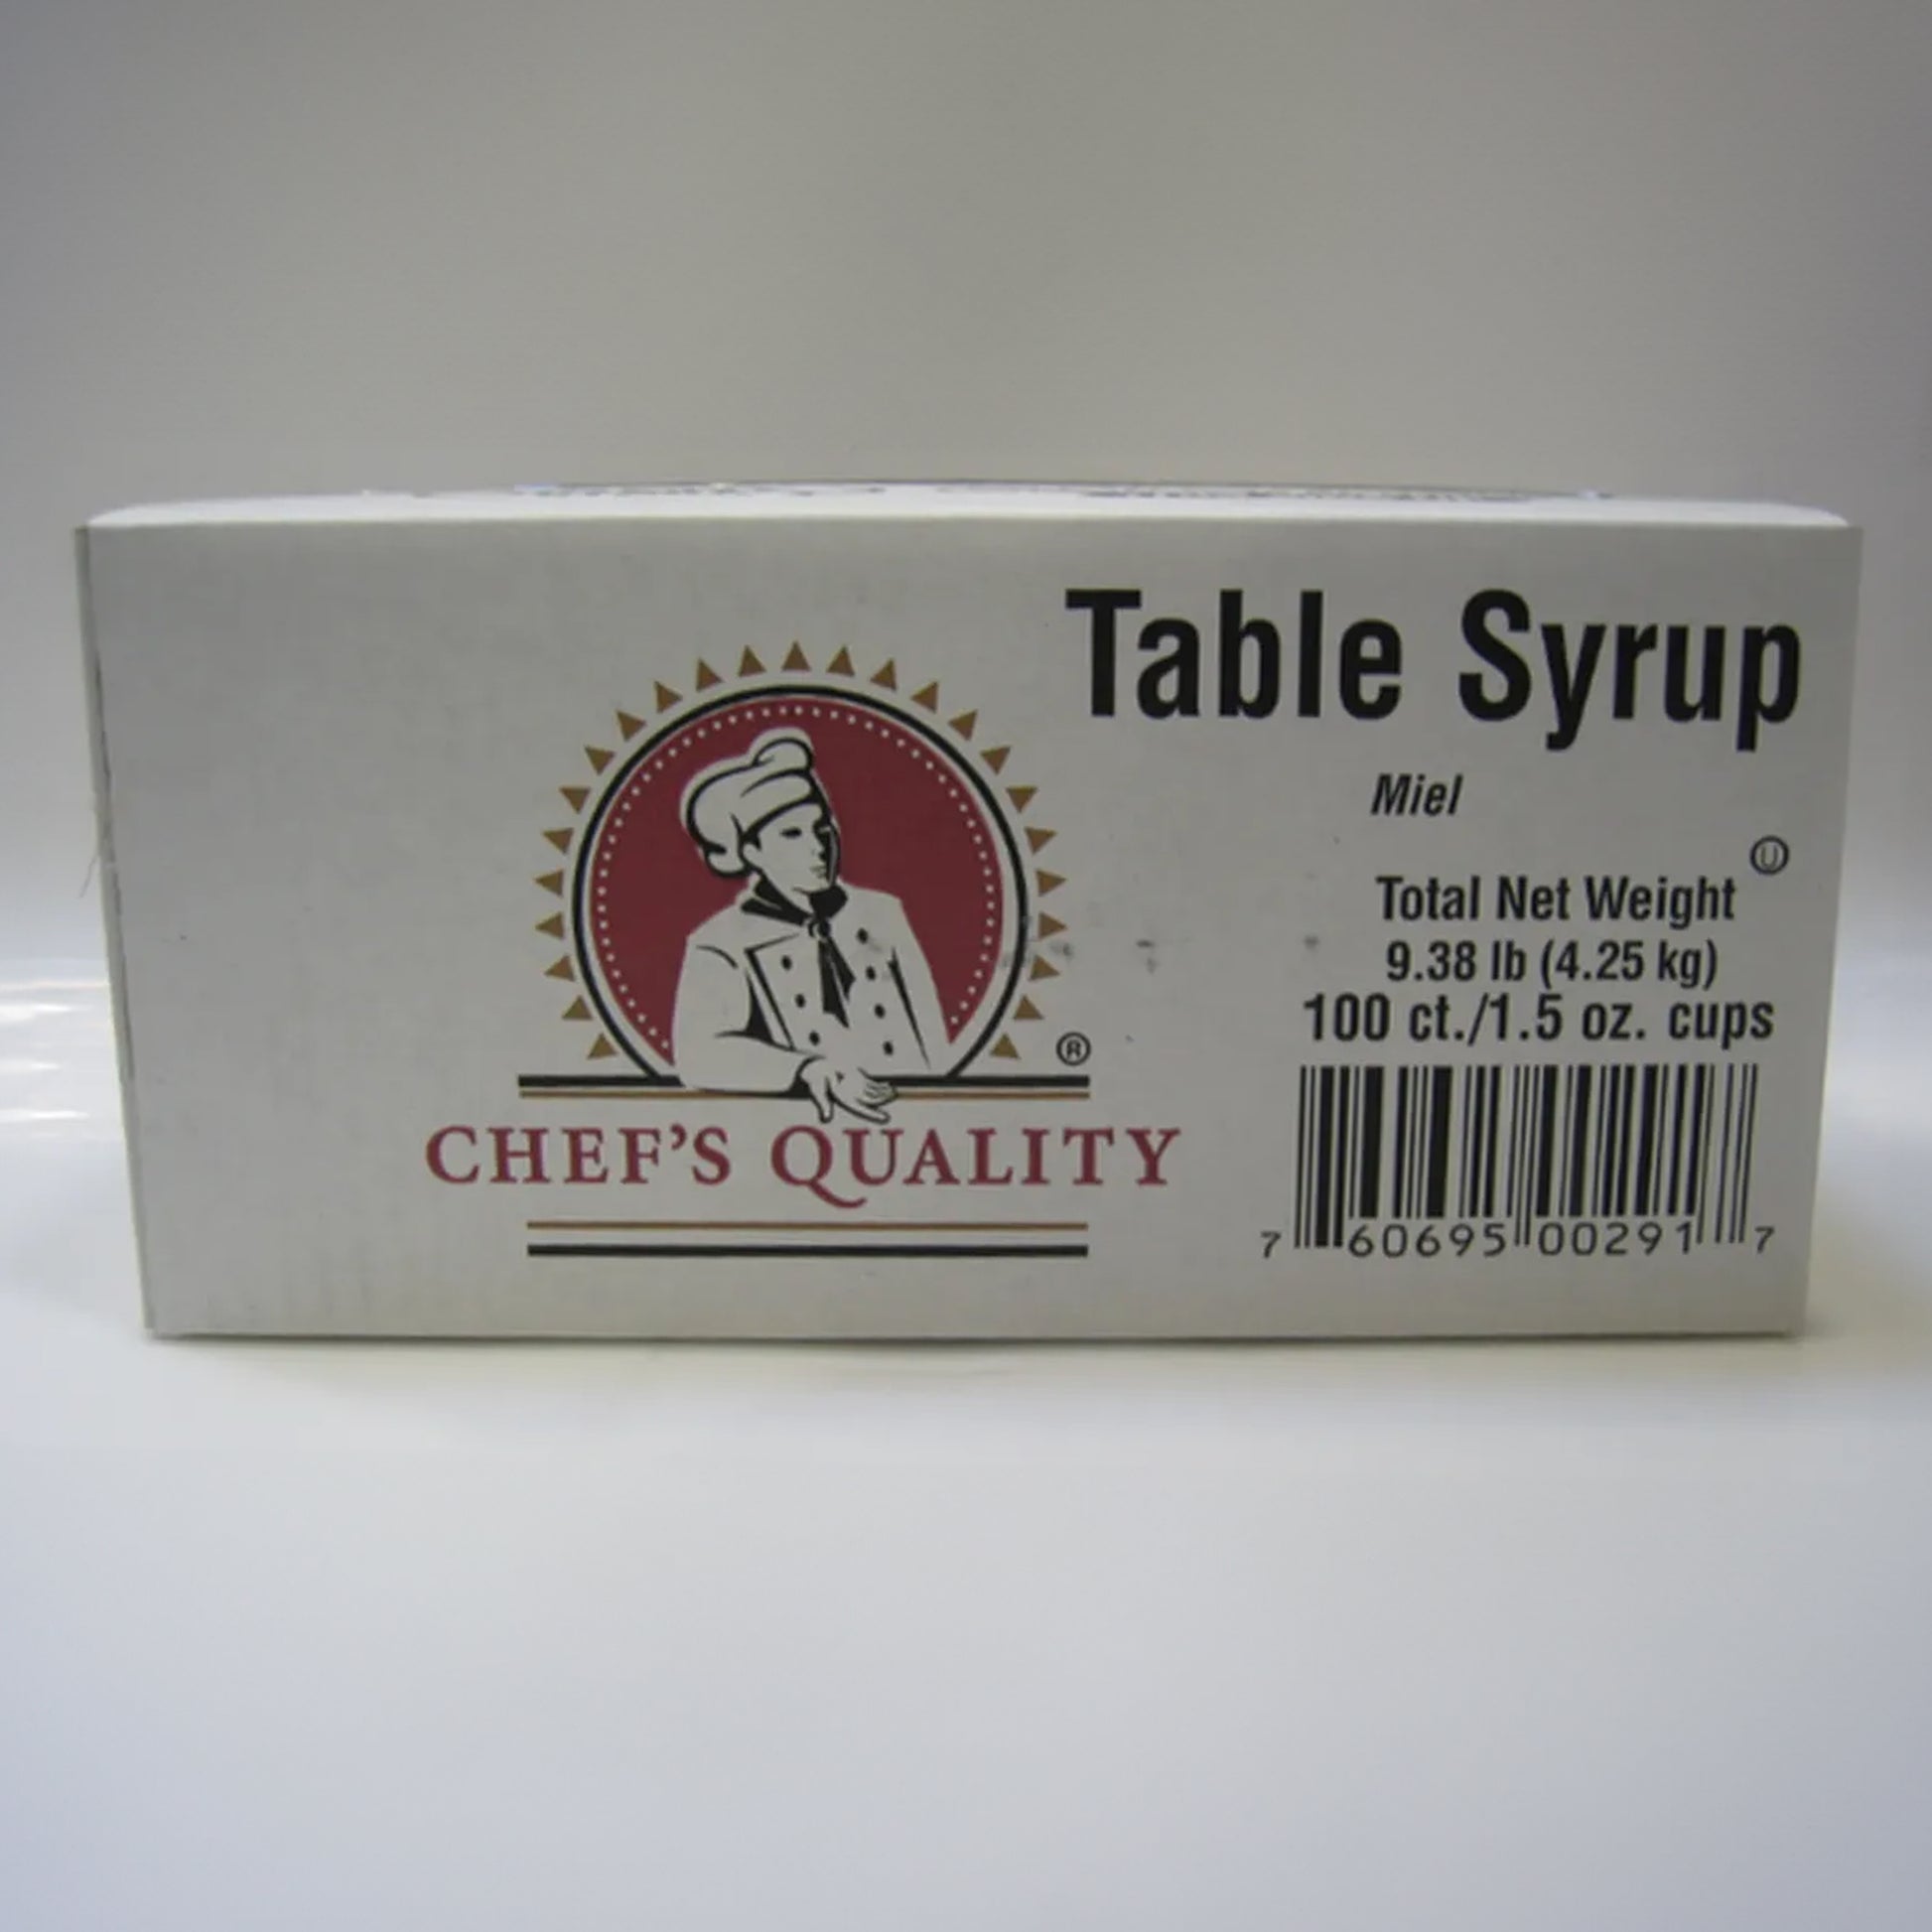 Table Syrup
Miel
Ⓤ
Total Net Weight
9.38 lb (4.25 kg)
100 ct./1.5 oz. cups
®
CHEF'S QUALITY
7 60695 00291 7